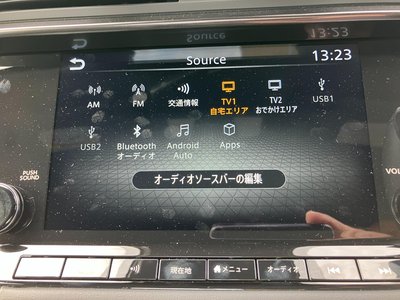 Source
13:23
AM
FM
交通情報
TV1
自宅エリア
TV2
おでかけエリア
USB1
USB2
Bluetooth
オーディオ
Android
Auto
Apps
オーディオソースバーの編集
PUSH
SOUND
VOL
現在地
メニュー
オーディオ